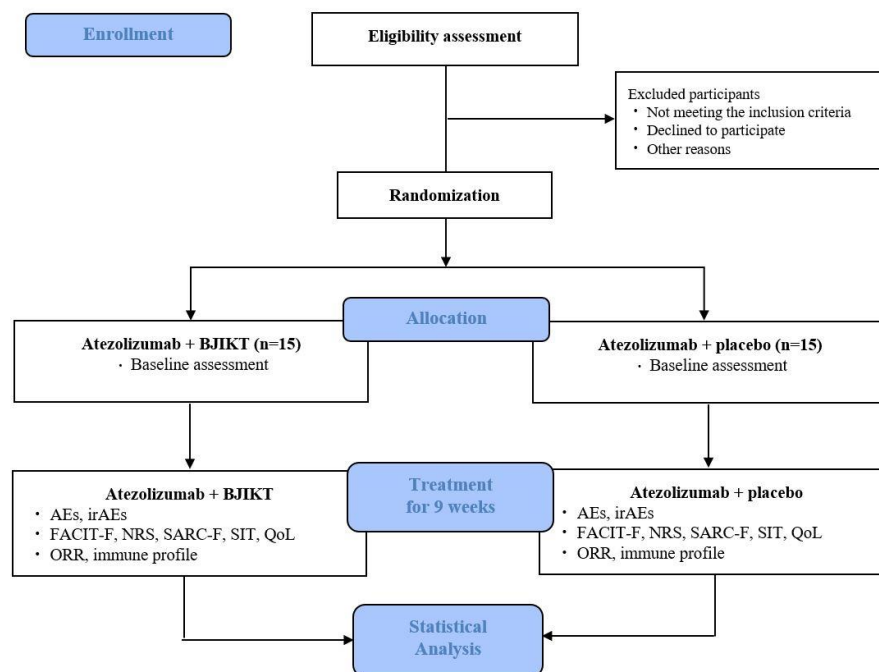 Enrollment
Eligibility assessment
Excluded participants
• Not meeting the inclusion criteria
• Declined to participate
• Other reasons
Randomization
Allocation
Atezolizumab + BJIKT (n=15)
· Baseline assessment
Atezolizumab + placebo (n=15)
· Baseline assessment
Treatment
for 9 weeks
Atezolizumab + BJIKT
· AEs, irAEs
· FACIT-F, NRS, SARC-F, SIT, QoL
· ORR, immune profile
Atezolizumab + placebo
· AEs, irAEs
· FACIT-F, NRS, SARC-F, SIT, QoL
· ORR, immune profile
Statistical
Analysis